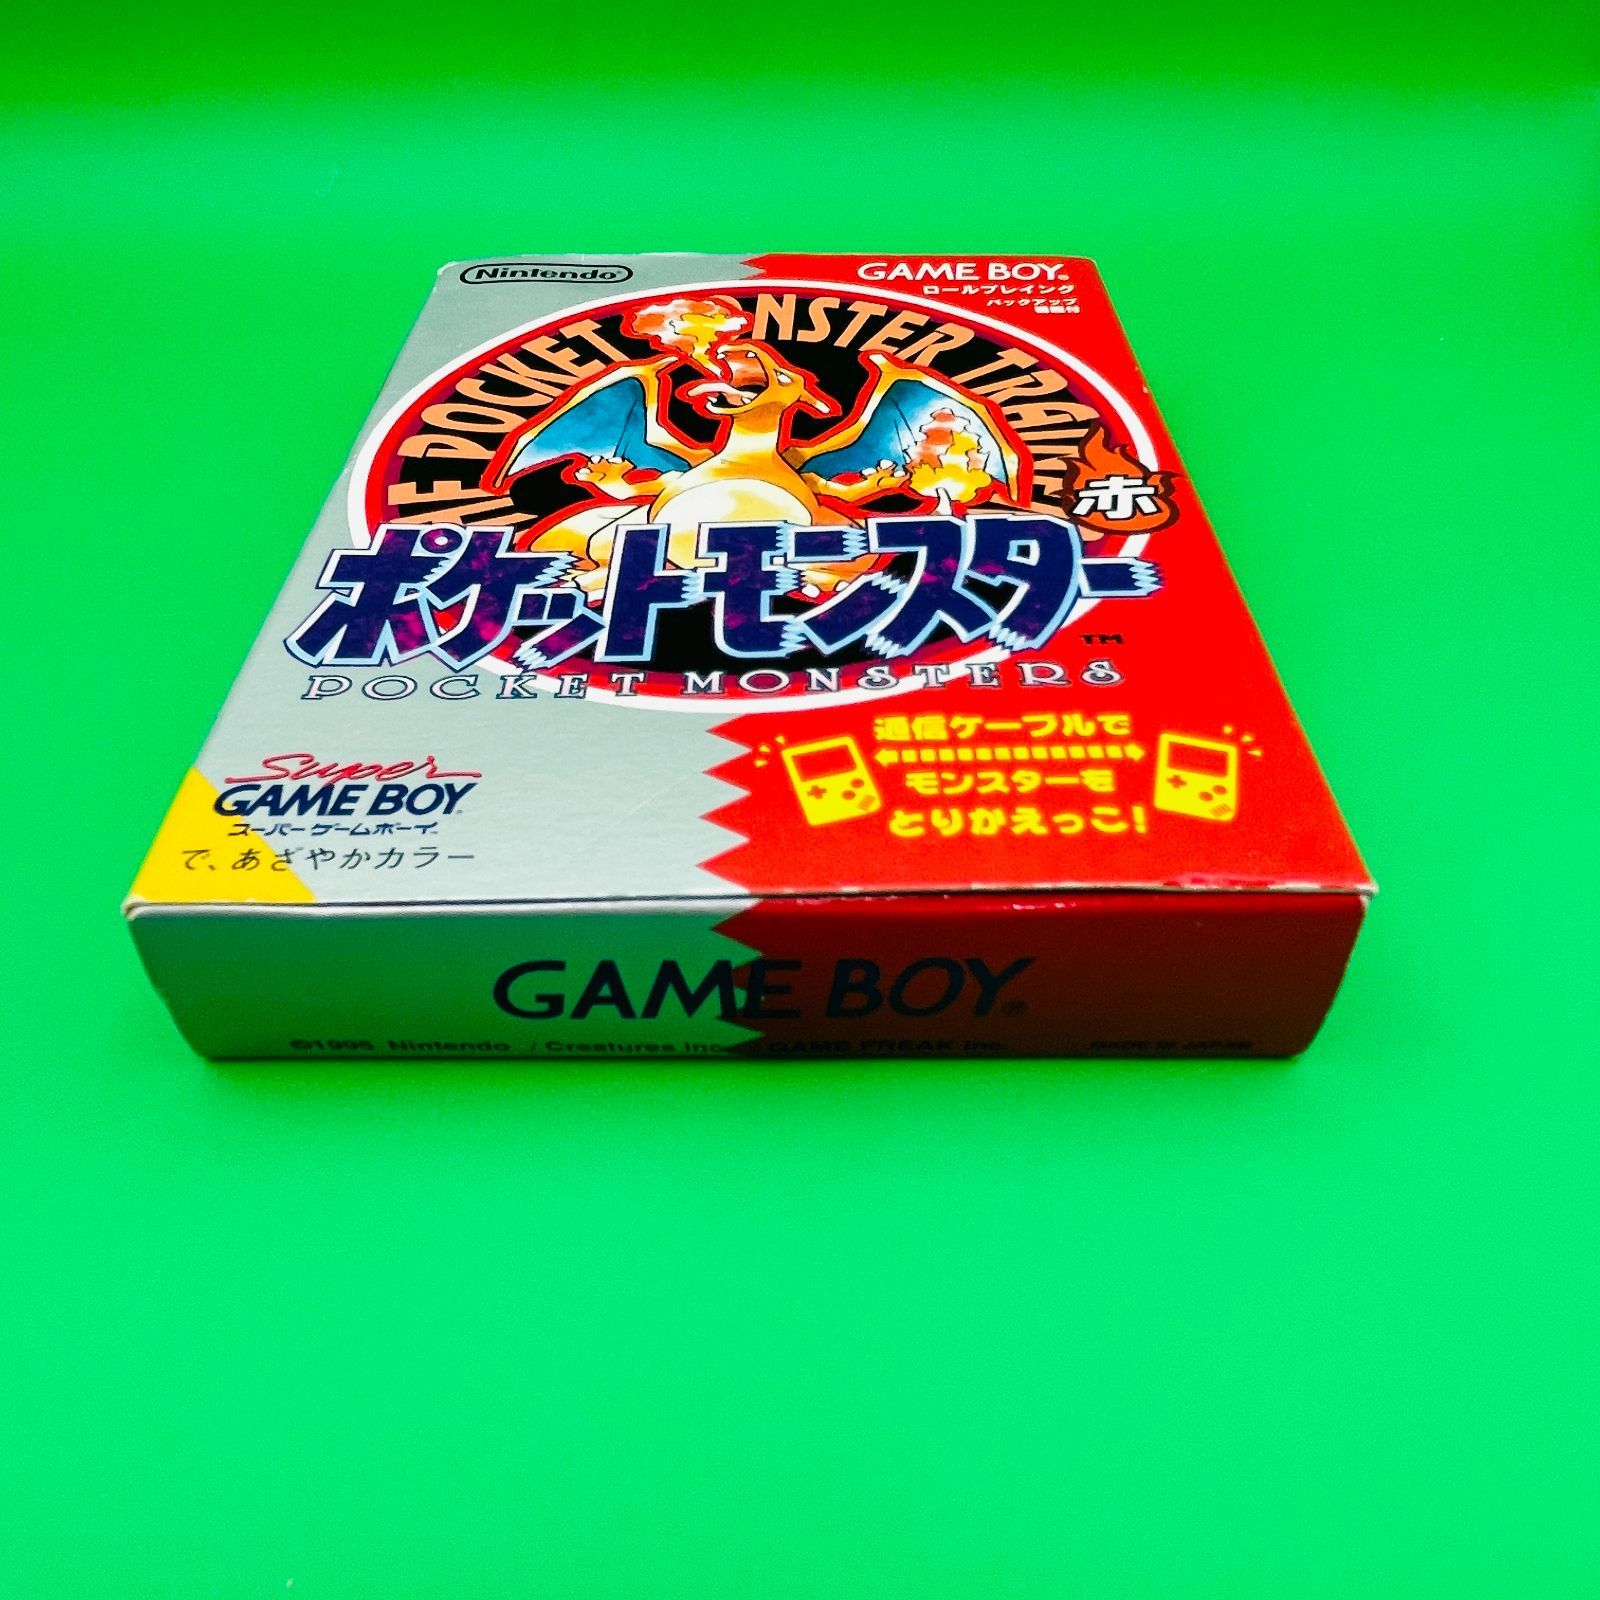 Nintendo
GAME BOY®
ロールプレイング
バックアップ
機能付
POCKET MONSTER TRAINE
赤
ポケットモンスター
TM
POCKET MONSTERS
通信ケーブルで
モンスターを
とりかえっこ!
Super
GAME BOY
スーパーゲームボーイ
で、あざやかカラー
GAME BOY®
©1995 Nintendo / Creatures inc. / GAME FREAK inc. MADE IN JAPAN